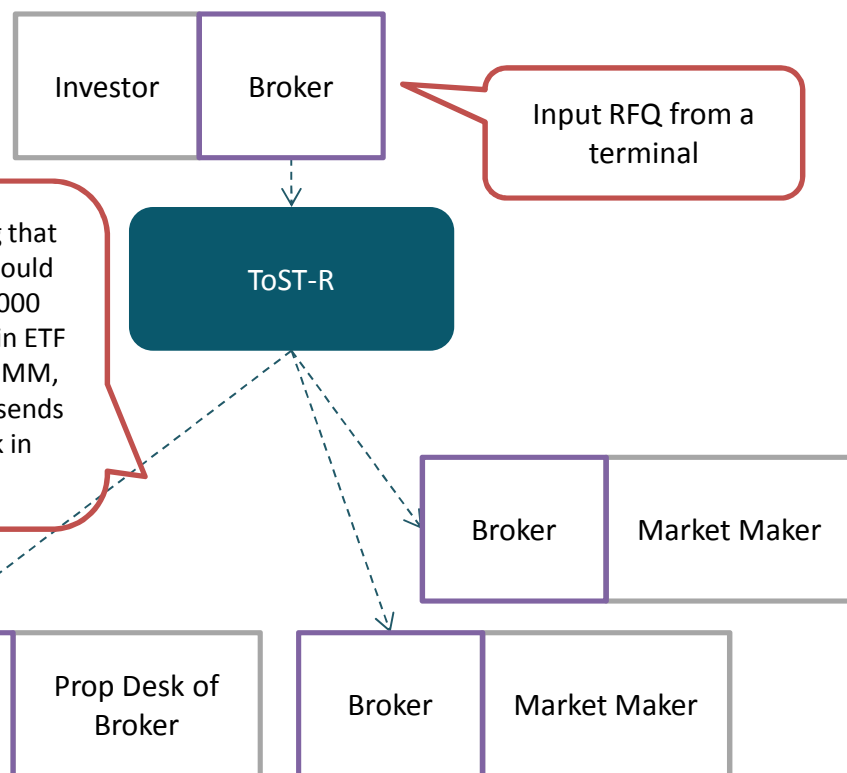 Investor
Broker
Input RFQ from a
terminal
that
ould
000
in ETF
MM,
sends
in
ToST-R
Broker
Market Maker
Prop Desk of
Broker
Broker
Market Maker